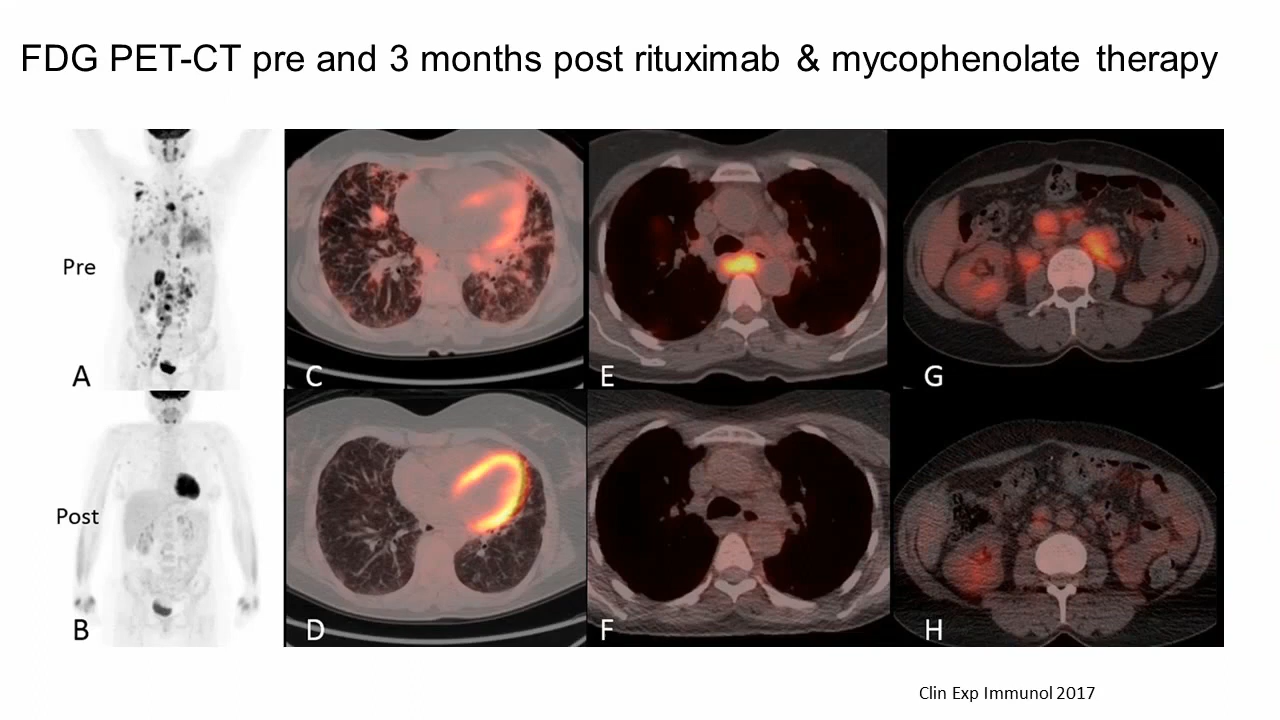 FDG PET-CT pre and 3 months post rituximab & mycophenolate therapy
Pre
A
C
E
G
Post
B
D
F
H
Clin Exp Immunol 2017